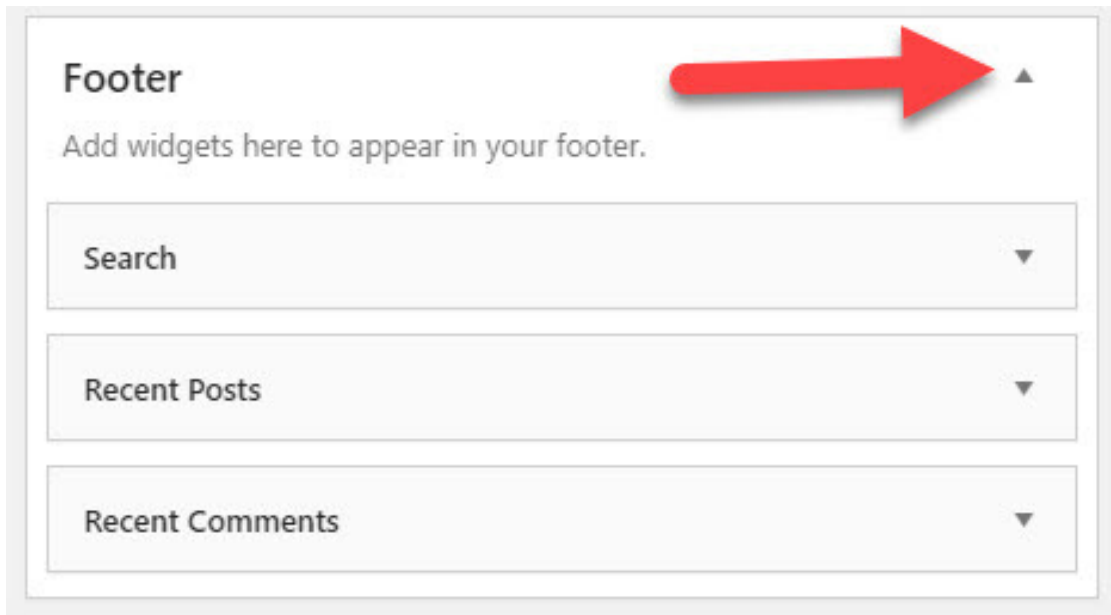 Footer
Add widgets here to appear in your footer.
Search
Recent Posts
Recent Comments